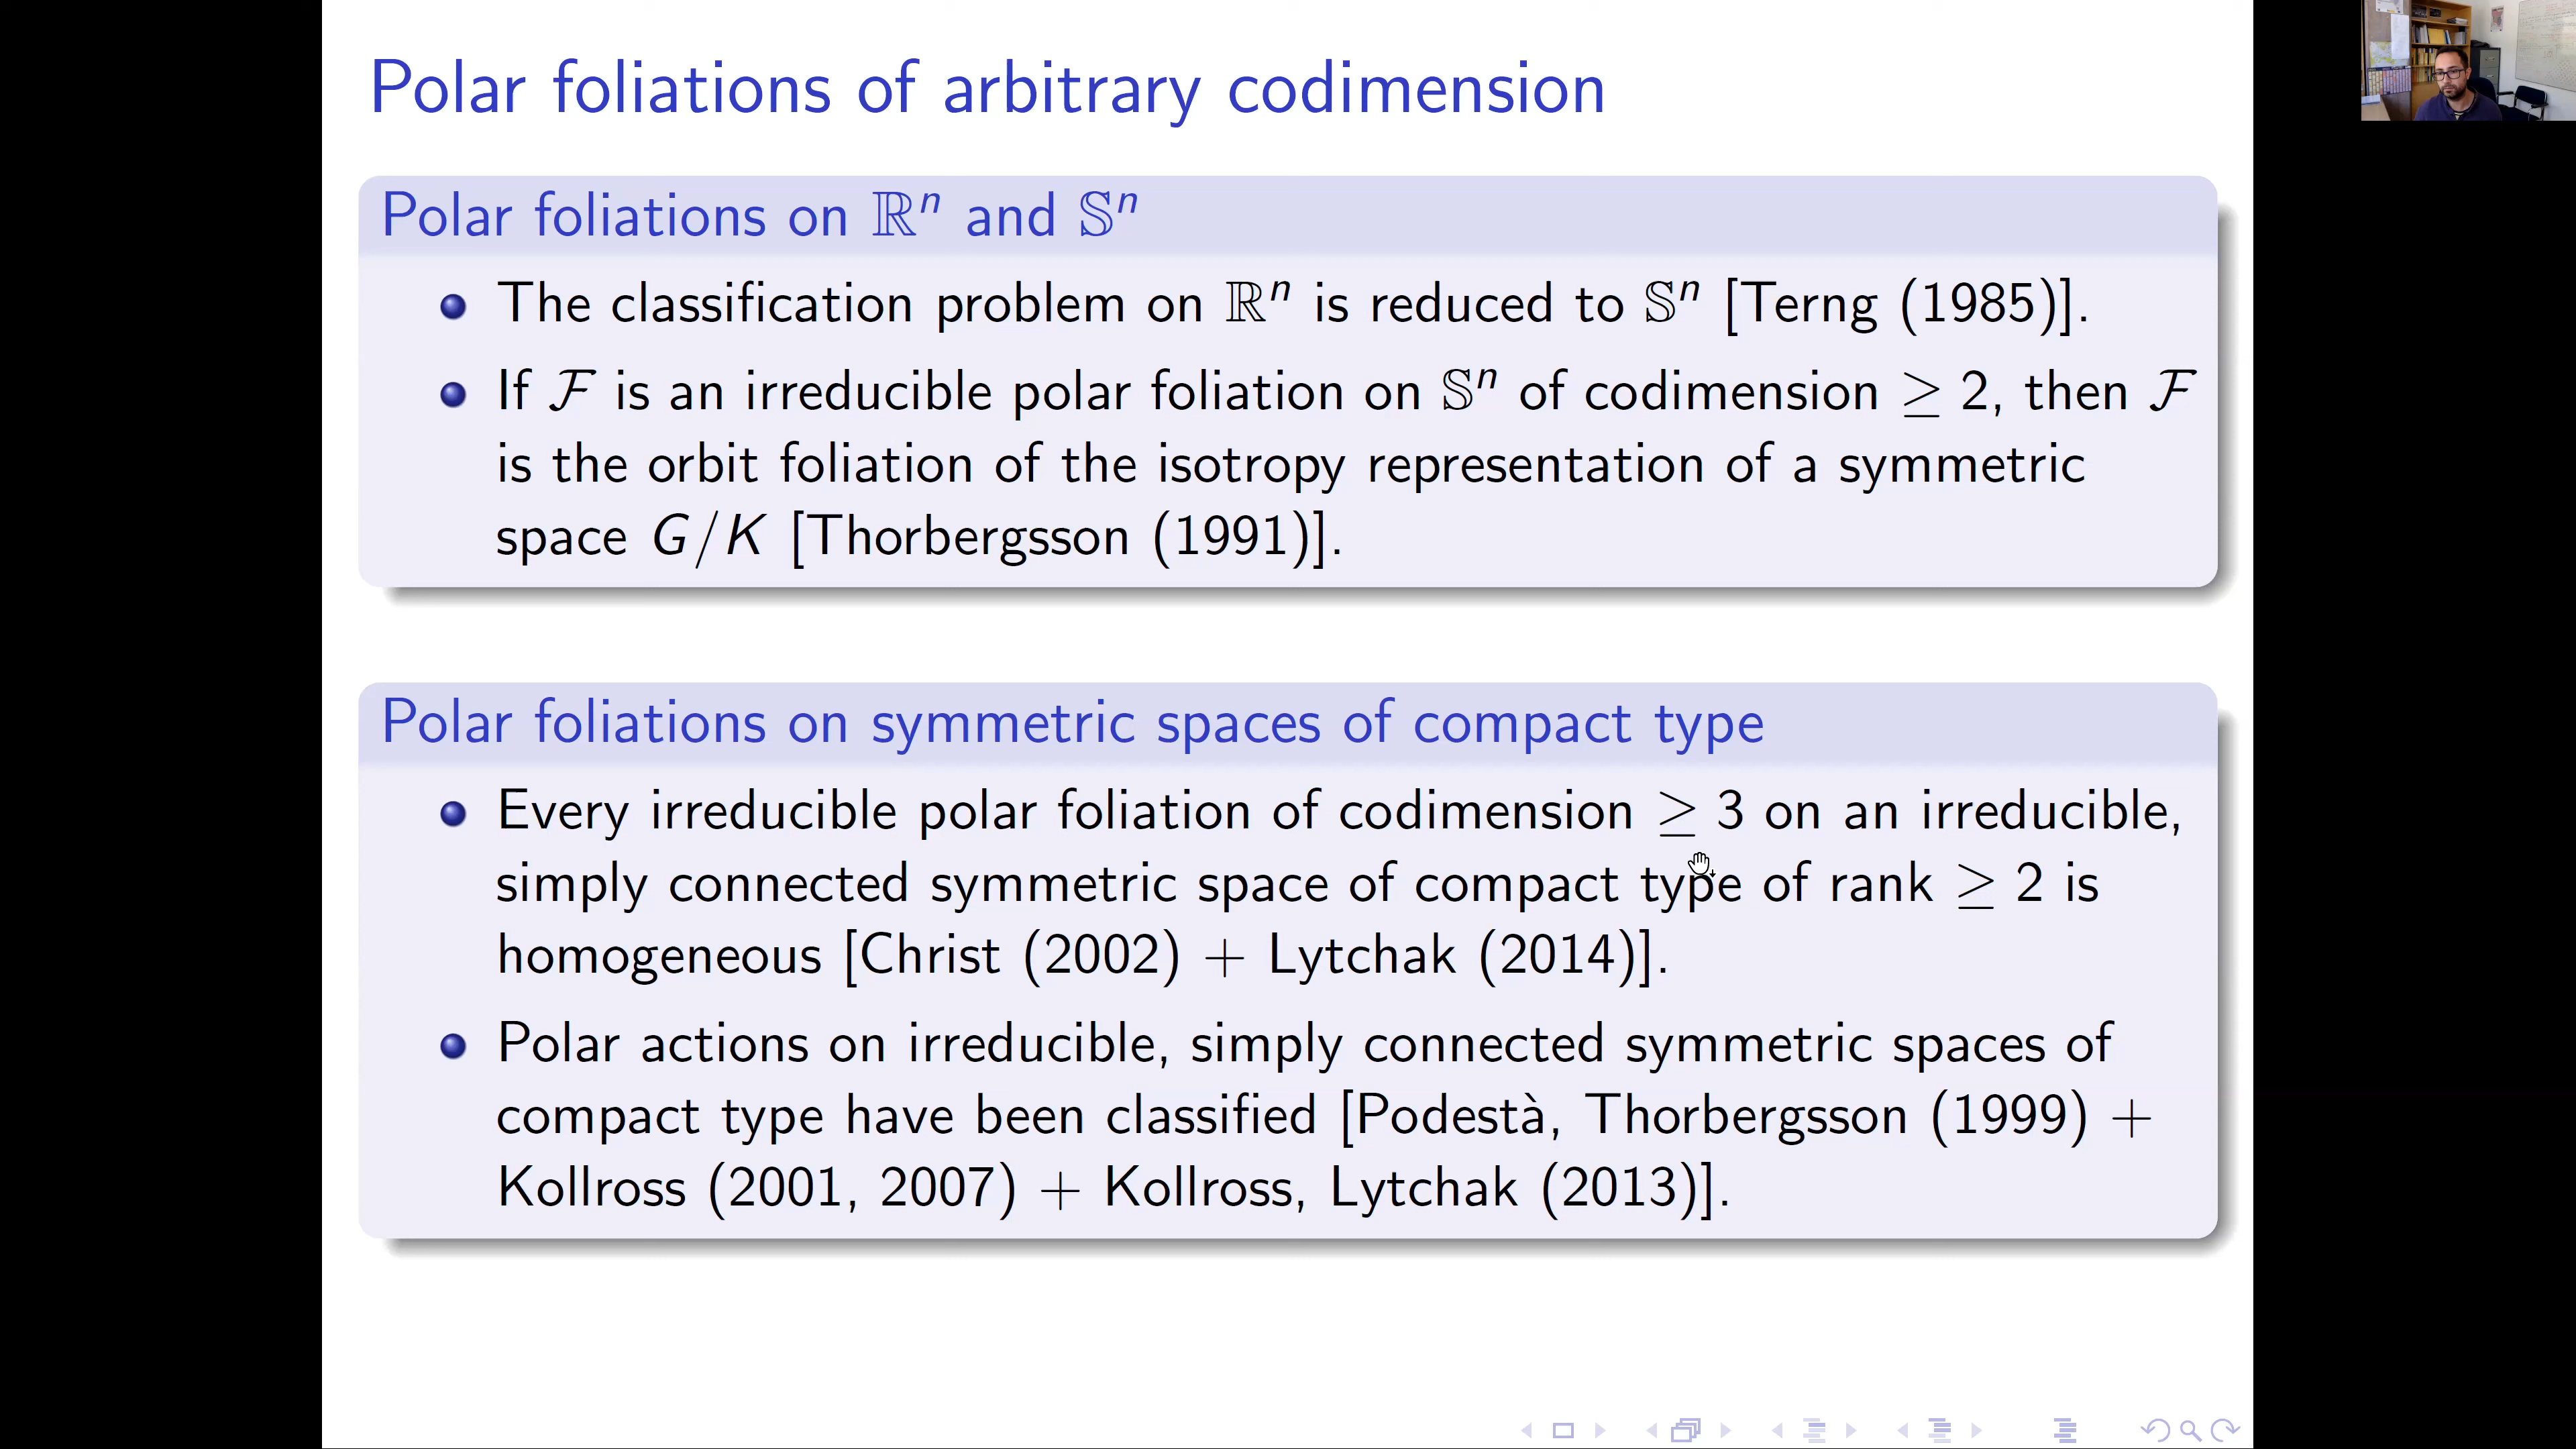 Polar foliations of arbitrary codimension
Polar foliations on ℝⁿ and 𝕊ⁿ
The classification problem on ℝⁿ is reduced to 𝕊ⁿ [Terng (1985)].
If ℱ is an irreducible polar foliation on 𝕊ⁿ of codimension ≥ 2, then ℱ
is the orbit foliation of the isotropy representation of a symmetric
space G/K [Thorbergsson (1991)].
Polar foliations on symmetric spaces of compact type
Every irreducible polar foliation of codimension ≥ 3 on an irreducible,
simply connected symmetric space of compact type of rank ≥ 2 is
homogeneous [Christ (2002) + Lytchak (2014)].
Polar actions on irreducible, simply connected symmetric spaces of
compact type have been classified [Podestà, Thorbergsson (1999) +
Kollross (2001, 2007) + Kollross, Lytchak (2013)].